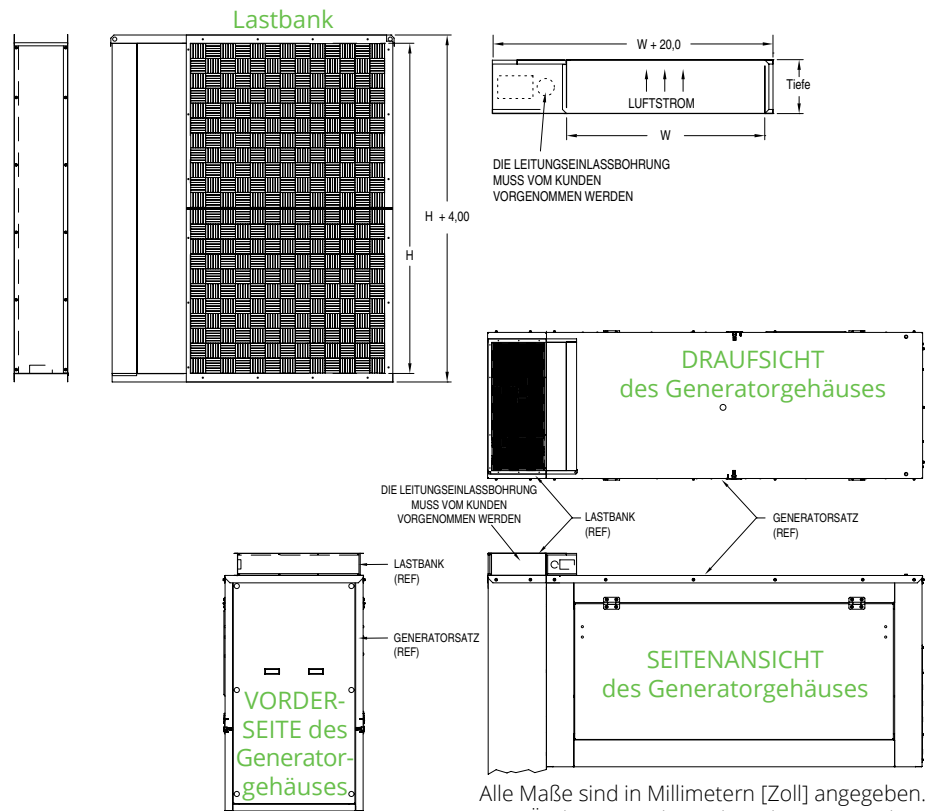 Lastbank
W + 20,0
Tiefe
LUFTSTROM
W
DIE LEITUNGSEINLASSBOHRUNG
MUSS VOM KUNDEN
VORGENOMMEN WERDEN
H + 4,00
H
DRAUFSICHT
des Generatorgehäuses
DIE LEITUNGSEINLASSBOHRUNG
MUSS VOM KUNDEN
VORGENOMMEN WERDEN
LASTBANK
(REF)
GENERATORSATZ
(REF)
LASTBANK
(REF)
GENERATORSATZ
(REF)
VORDER-
SEITE des
Generator-
gehäuses
SEITENANSICHT
des Generatorgehäuses
Alle Maße sind in Millimetern [Zoll] angegeben.